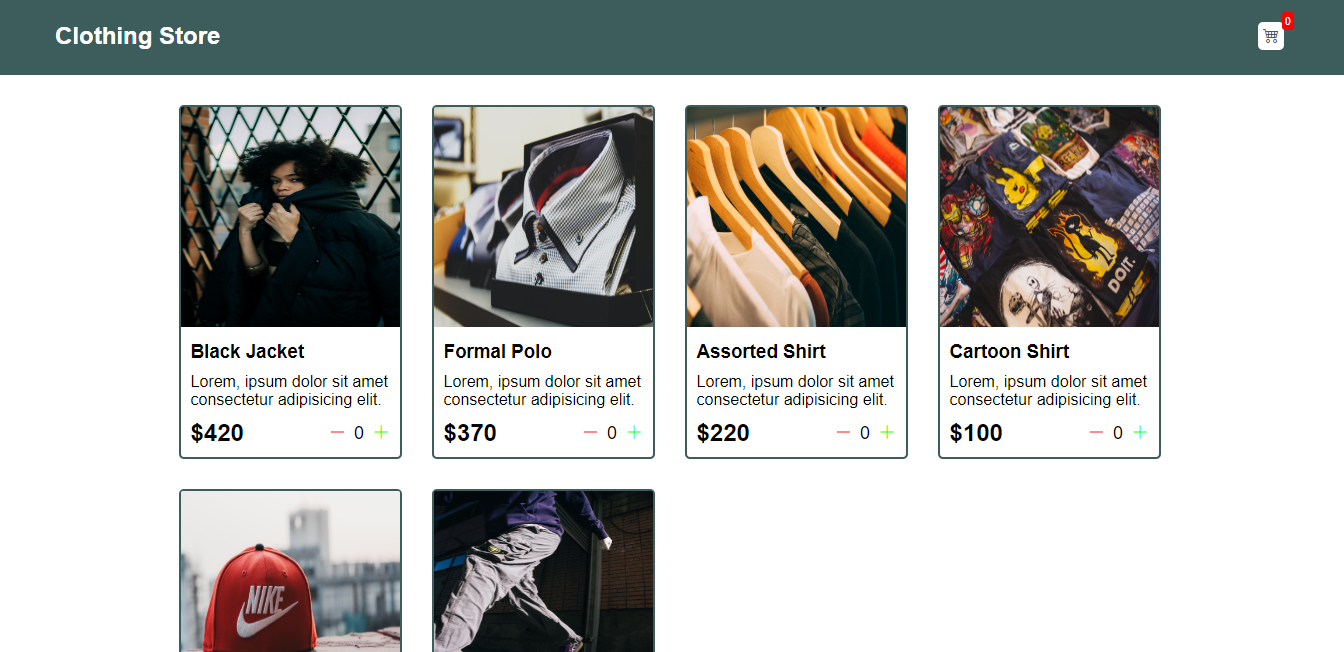 Clothing Store
0
DOIT.
Black Jacket
Lorem, ipsum dolor sit amet
consectetur adipisicing elit.
$420
— 0 +
Formal Polo
Lorem, ipsum dolor sit amet
consectetur adipisicing elit.
$370
— 0 +
Assorted Shirt
Lorem, ipsum dolor sit amet
consectetur adipisicing elit.
$220
— 0 +
Cartoon Shirt
Lorem, ipsum dolor sit amet
consectetur adipisicing elit.
$100
— 0 +
NIKE